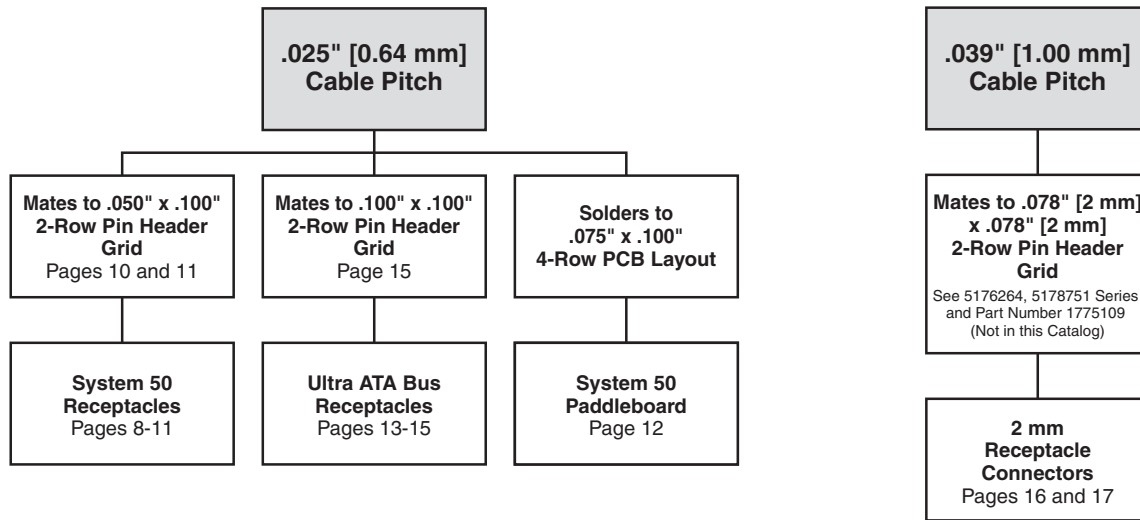 .025" [0.64 mm]
Cable Pitch
Mates to .050" x .100"
2-Row Pin Header
Grid
Pages 10 and 11
System 50
Receptacles
Pages 8-11
Mates to .100" x .100"
2-Row Pin Header
Grid
Page 15
Ultra ATA Bus
Receptacles
Pages 13-15
Solders to
.075" x .100"
4-Row PCB Layout
System 50
Paddleboard
Page 12
.039" [1.00 mm]
Cable Pitch
Mates to .078" [2 mm]
x .078" [2 mm]
2-Row Pin Header
Grid
See 5176264, 5178751 Series
and Part Number 1775109
(Not in this Catalog)
2 mm
Receptacle
Connectors
Pages 16 and 17